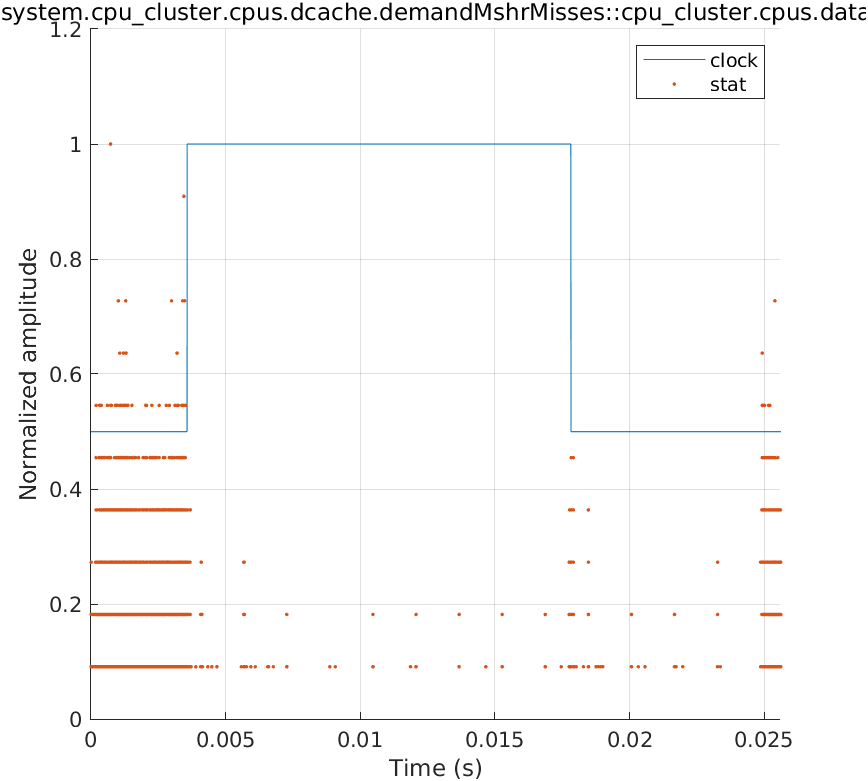 system.cpu_cluster.cpus.dcache.demandMshrMisses::cpu_cluster.cpus.data
1.2
clock
stat
1
0.8
0.6
0.4
0.2
0
Normalized amplitude
0 0.005 0.01 0.015 0.02 0.025
Time (s)